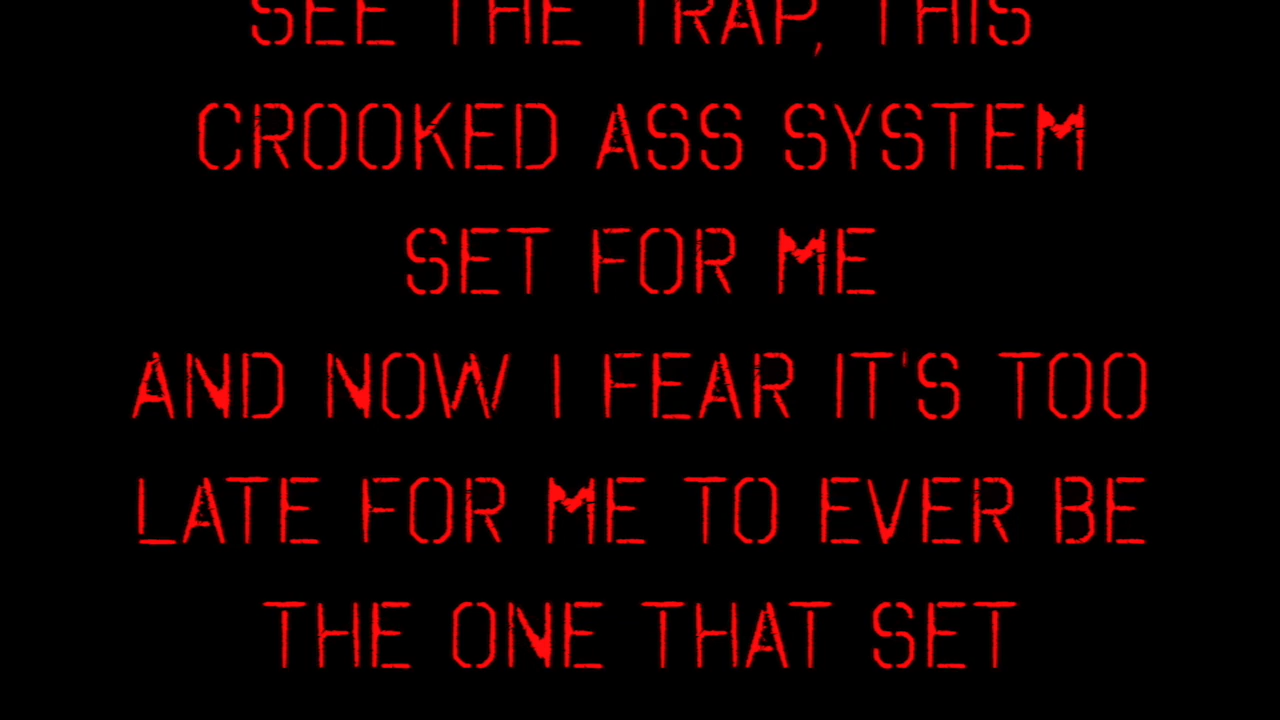 SEE THE TRAP, THIS
CROOKED ASS SYSTEM
SET FOR ME
AND NOW I FEAR IT'S TOO
LATE FOR ME TO EVER BE
THE ONE THAT SET